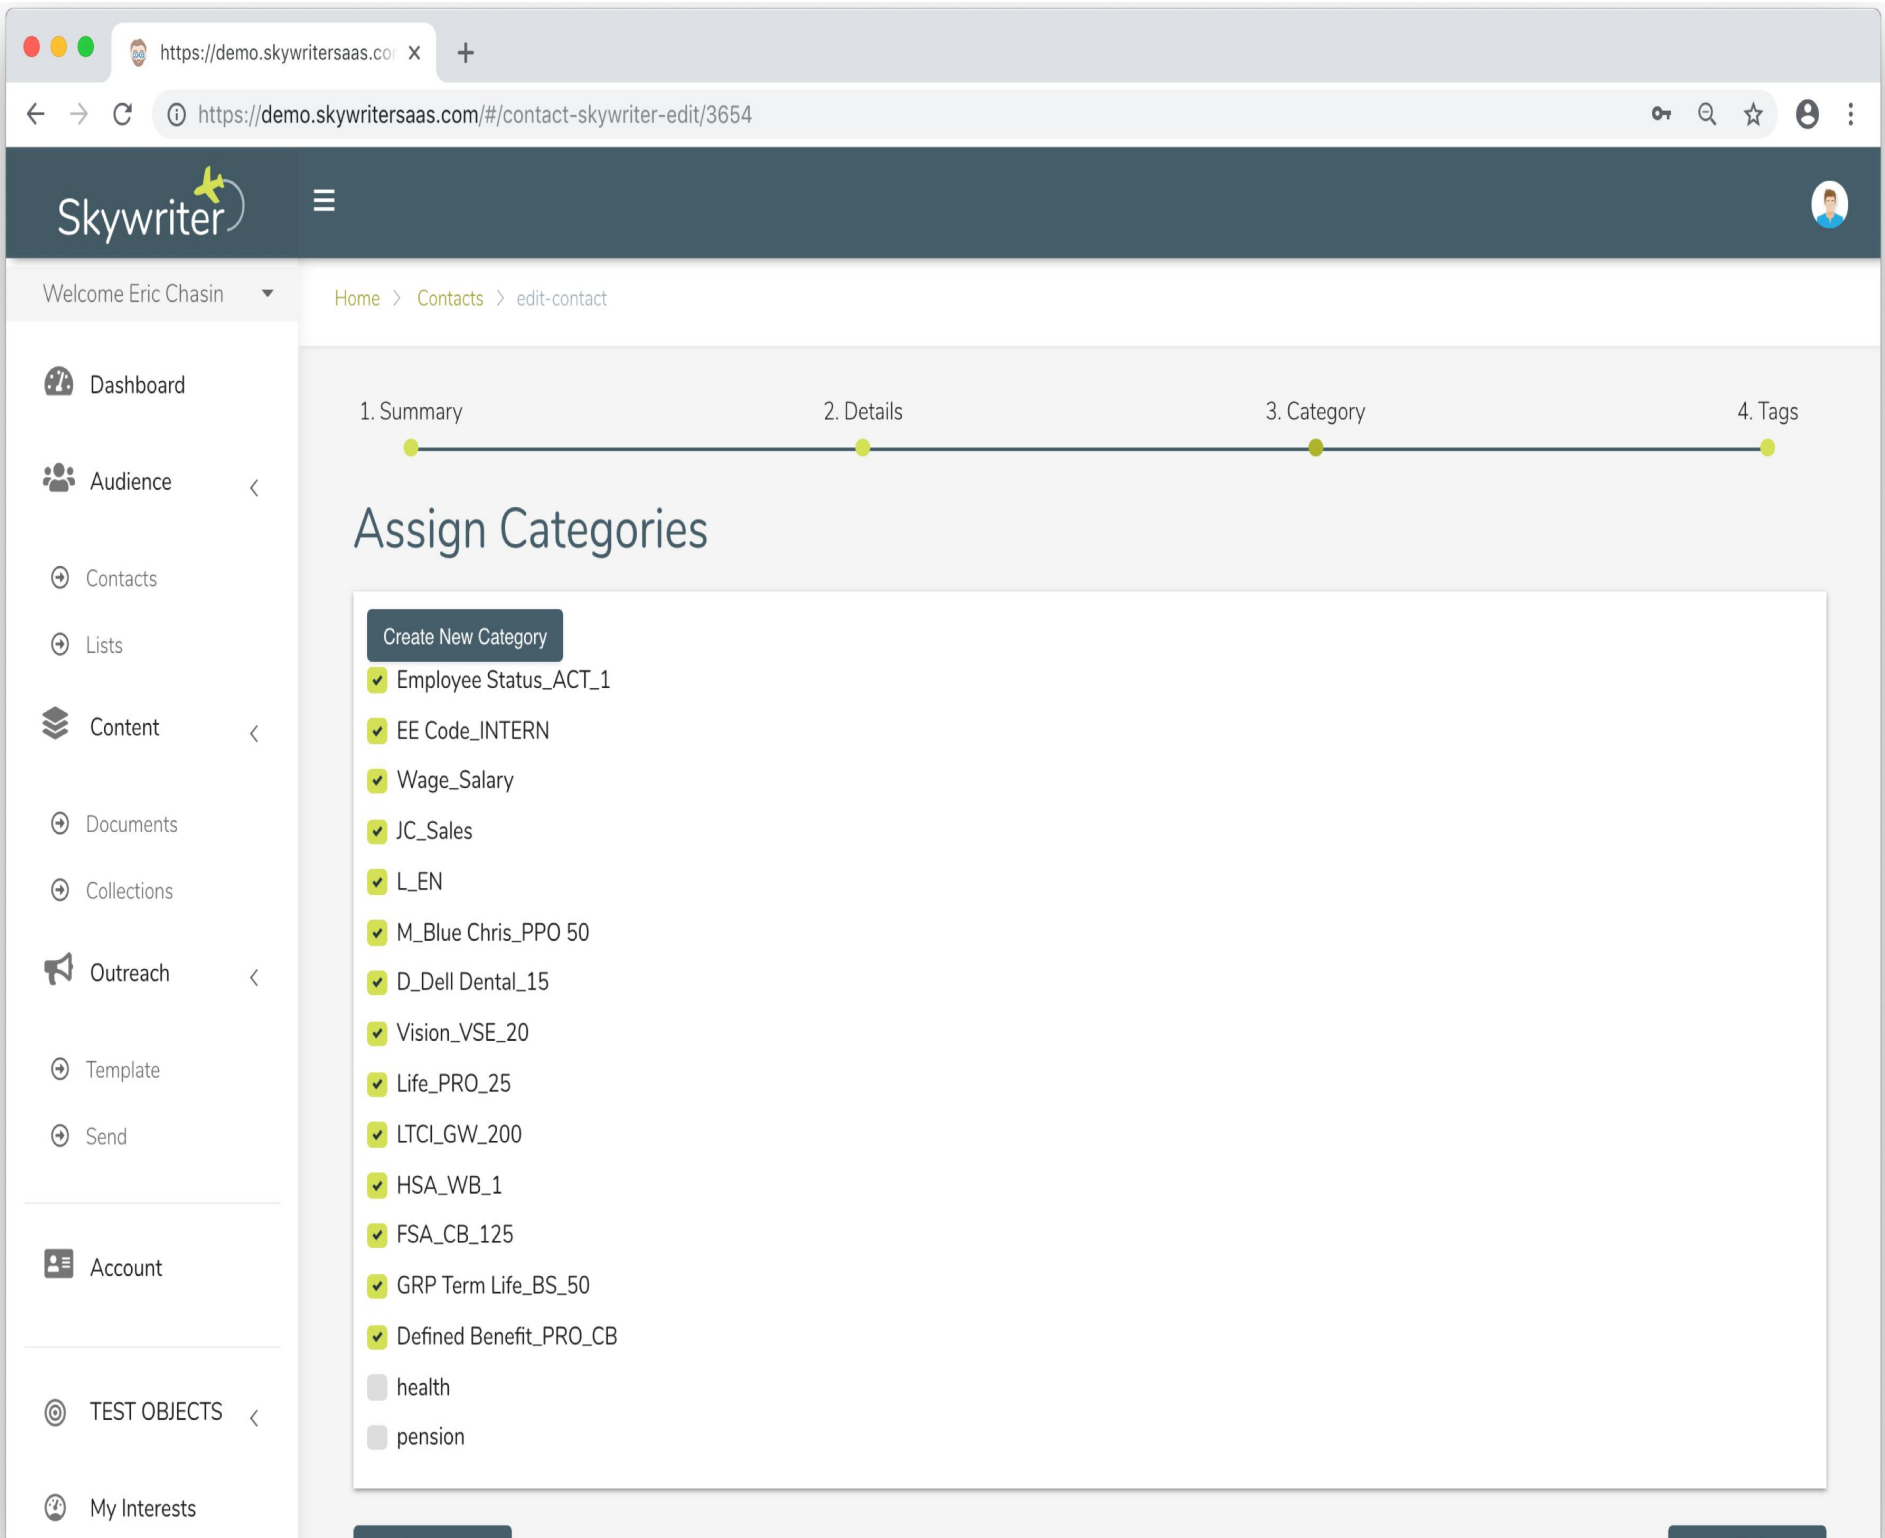 https://demo.skywritersaas.cor
https://demo.skywritersaas.com/#/contact-skywriter-edit/3654
Skywriter
Welcome Eric Chasin
Home > Contacts > edit-contact
Dashboard
Audience
Contacts
Lists
Content
Documents
Collections
Outreach
Template
Send
Account
TEST OBJECTS
My Interests
1. Summary
2. Details
3. Category
4. Tags
Assign Categories
Create New Category
Employee Status_ACT_1
EE Code_INTERN
Wage_Salary
JC_Sales
L_EN
M_Blue Chris_PPO 50
D_Dell Dental_15
Vision_VSE_20
Life_PRO_25
LTCI_GW_200
HSA_WB_1
FSA_CB_125
GRP Term Life_BS_50
Defined Benefit_PRO_CB
health
pension